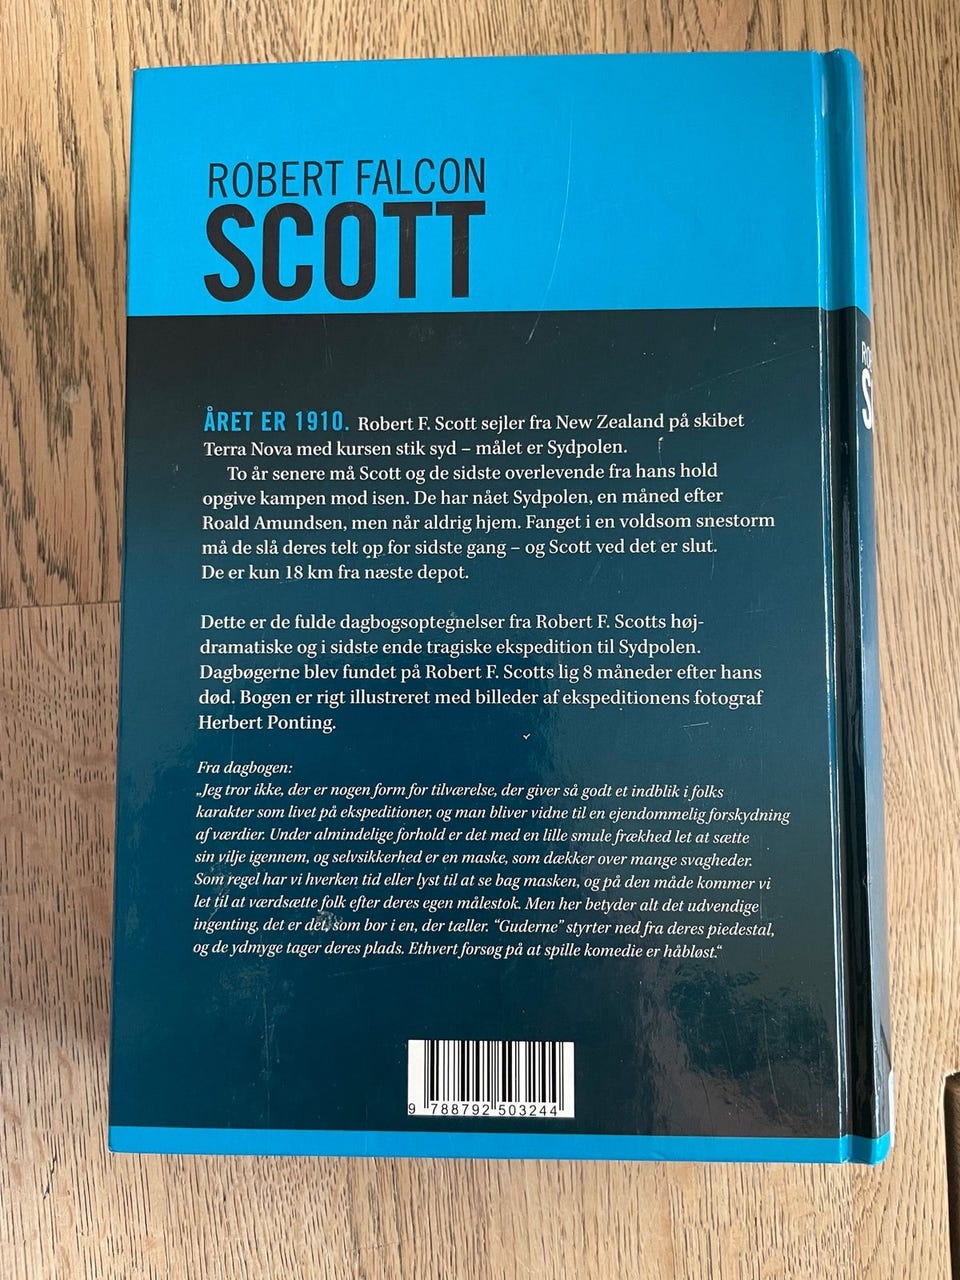 ROBERT FALCON
SCOTT
ÅRET ER 1910. Robert F. Scott sejler fra New Zealand på skibet
Terra Nova med kursen stik syd – målet er Sydpolen.
To år senere må Scott og de sidste overlevende fra hans hold
opgive kampen mod isen. De har nået Sydpolen, en måned efter
Roald Amundsen, men når aldrig hjem. Fanget i en voldsom snestorm
må de slå deres telt op for sidste gang – og Scott ved det er slut.
De er kun 18 km fra næste depot.
Dette er de fulde dagbogsoptegnelser fra Robert F. Scotts høj-
dramatiske og i sidste ende tragiske ekspedition til Sydpolen.
Dagbøgerne blev fundet på Robert F. Scotts lig 8 måneder efter hans
død. Bogen er rigt illustreret med billeder af ekspeditionens fotograf
Herbert Ponting.
Fra dagbogen:
„Jeg tror ikke, der er nogen form for tilværelse, der giver så godt et indblik i folks
karakter som livet på ekspeditioner, og man bliver vidne til en ejendommelig forskydning
af værdier. Under almindelige forhold er det med en lille smule frækhed let at sætte
sin vilje igennem, og selvsikkerhed er en maske, som dækker over mange svagheder.
Som regel har vi hverken tid eller lyst til at se bag masken, og på den måde kommer vi
let til at værdsætte folk efter deres egen målestok. Men her betyder alt det udvendige
ingenting, det er det, som bor i en, der tæller. “Guderne” styrter ned fra deres piedestal,
og de ydmyge tager deres plads. Ethvert forsøg på at spille komedie er håbløst.“
9 788792 503244